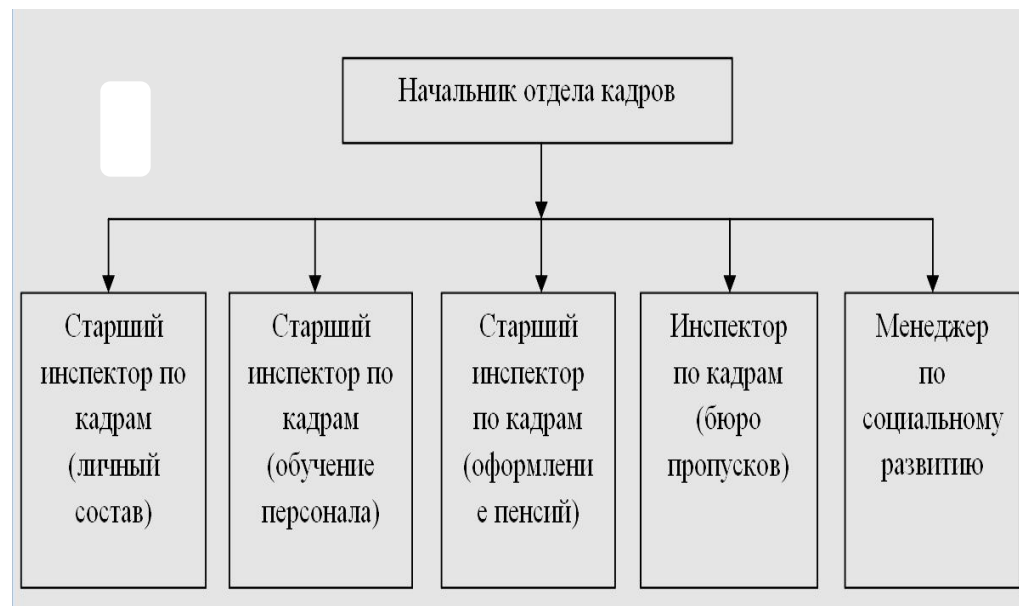 Начальник отдела кадров
Старший
инспектор по
кадрам
(личный
состав)
Старший
инспектор по
кадрам
(обучение
персонала)
Старший
инспектор
по кадрам
(оформлени
е пенсий)
Инспектор
по кадрам
(бюро
пропусков)
Менеджер
по
социальному
развитию